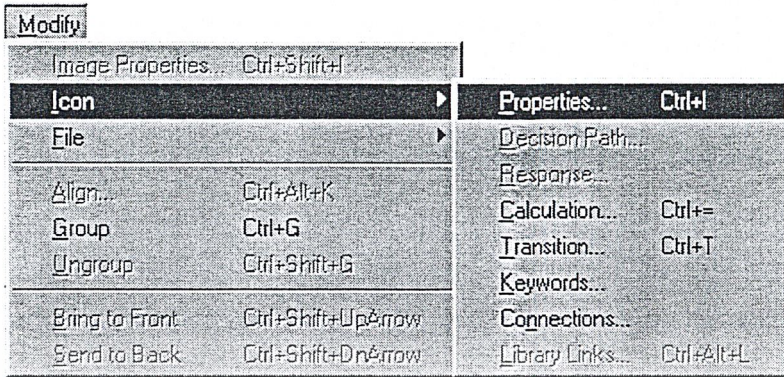 Modify
Image Properties... Ctrl+Shift+I
Icon
File
Align... Ctrl+Alt+K
Group Ctrl+G
Ungroup Ctrl+Shift+G
Bring to Front Ctrl+Shift+UpArrow
Send to Back Ctrl+Shift+DnArrow
Properties... Ctrl+I
Decision Path...
Response...
Calculation... Ctrl+=
Transition... Ctrl+T
Keywords...
Connections...
Library Links... Ctrl+Alt+L